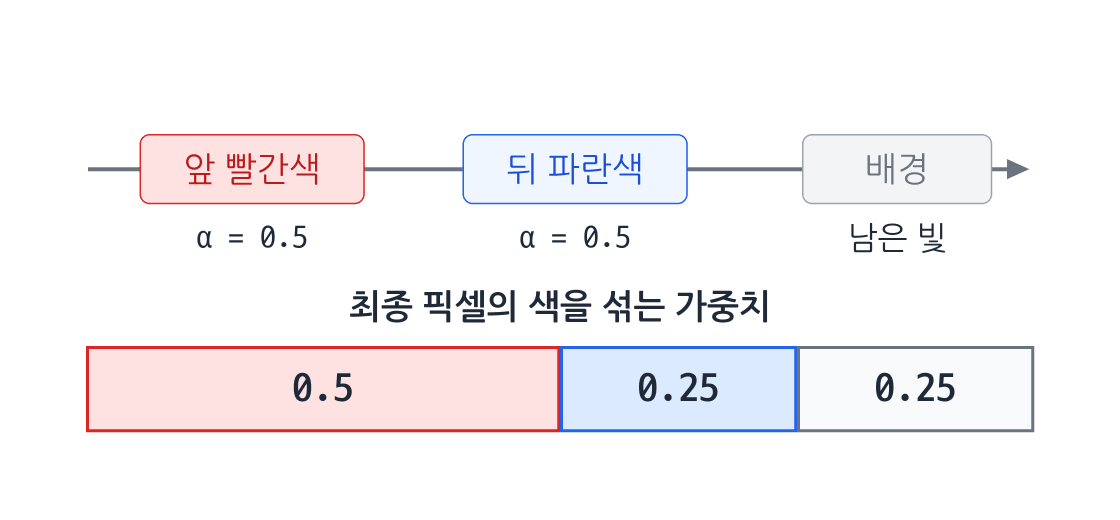 앞 빨간색 뒤 파란색 배경
α = 0.5 α = 0.5 남은 빛
최종 픽셀의 색을 섞는 가중치
0.5 0.25 0.25